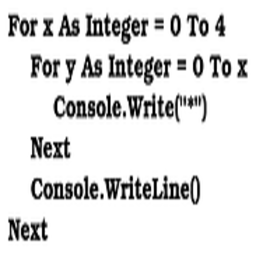 For x As Integer = 0 To 4
For y As Integer = 0 To x
Console.Write("*")
Next
Console.WriteLine()
Next